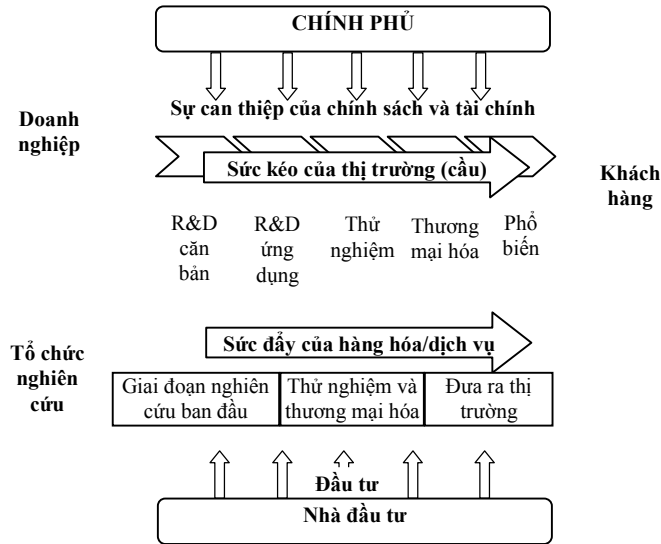 CHÍNH PHỦ
Sự can thiệp của chính sách và tài chính
Doanh
nghiệp
Sức kéo của thị trường (cầu)
Khách
hàng
R&D
căn
bản
R&D
ứng
dụng
Thử
nghiệm
Thương
mại hóa
Phổ
biến
Sức đẩy của hàng hóa/dịch vụ
Tổ chức
nghiên
cứu
Giai đoạn nghiên
cứu ban đầu
Thử nghiệm và
thương mại hóa
Đưa ra thị
trường
Đầu tư
Nhà đầu tư